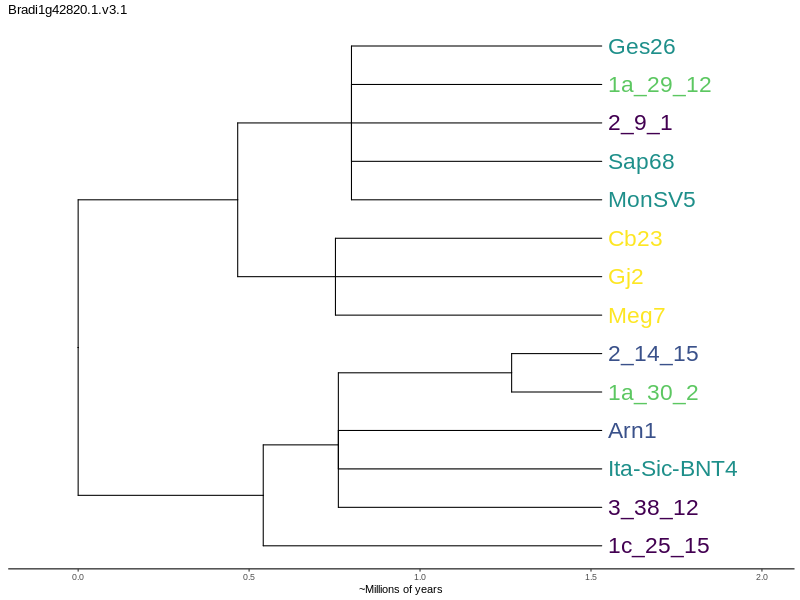 Bradi1g42820.1.v3.1
Ges26
1a_29_12
2_9_1
Sap68
MonSV5
Cb23
Gj2
Meg7
2_14_15
1a_30_2
Arn1
Ita-Sic-BNT4
3_38_12
1c_25_15
0.0 0.5 1.0 1.5 2.0
~Millions of years